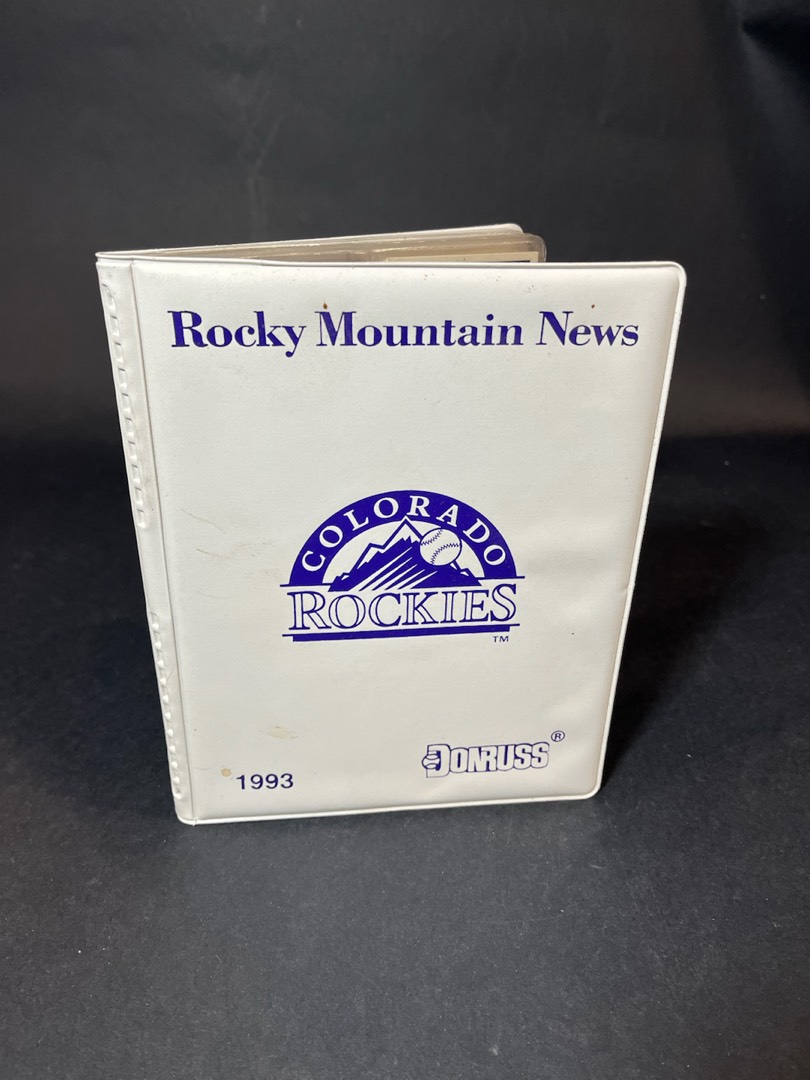 Rocky Mountain News
COLORADO
ROCKIES
TM
DONRUSS®
1993